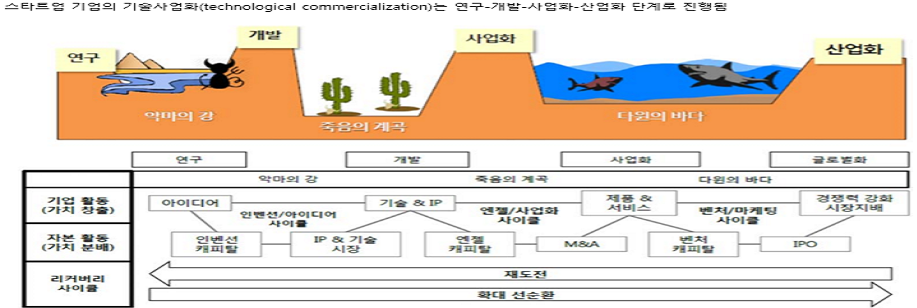 스타트업 기업의 기술사업화(technological commercialization)는 연구-개발-사업화-산업화 단계로 진행됨
연구
개발
사업화
산업화
악마의 강
죽음의 계곡
다윈의 바다
연구
개발
사업화
글로벌화
악마의 강
죽음의 계곡
다윈의 바다
기업 활동
(가치 창출)
아이디어
인벤션/아이디어
사이클
기술 & IP
엔젤/사업화
사이클
제품 &
서비스
벤처/마케팅
사이클
경쟁력 강화
시장지배
자본 활동
(가치 분배)
인벤션
캐피탈
IP & 기술
시장
엔젤
캐피탈
M&A
벤처
캐피탈
IPO
리커버리
사이클
재도전
확대 선순환